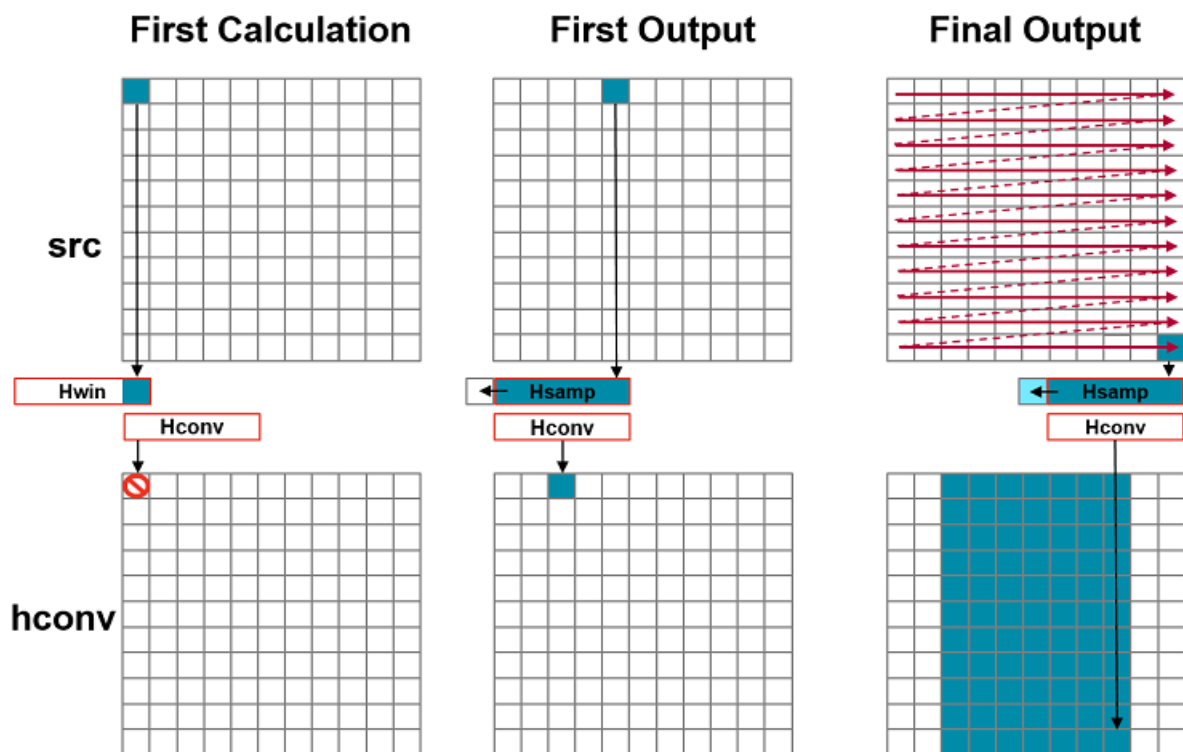 First Calculation
First Output
Final Output
src
Hwin
Hsamp
Hsamp
Hconv
Hconv
Hconv
hconv